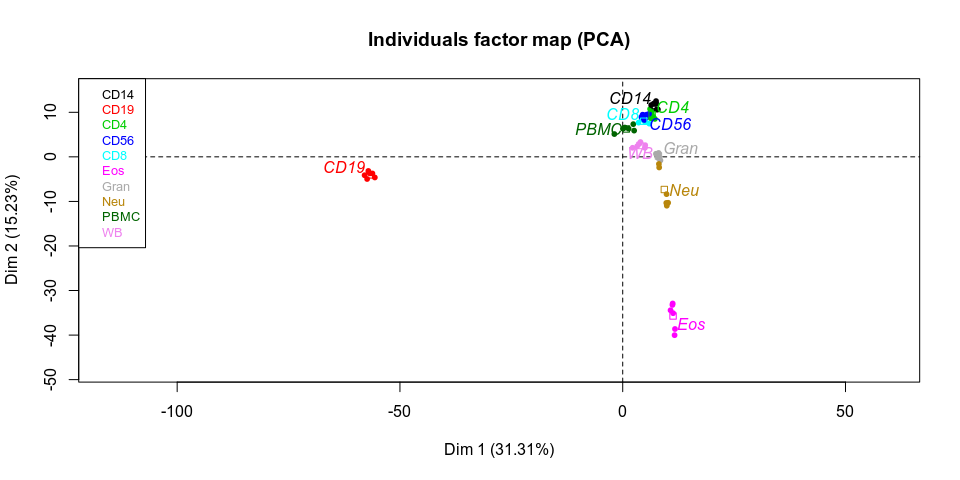 Individuals factor map (PCA)
CD14
CD19
CD4
CD56
CD8
Eos
Gran
Neu
PBMC
WB
CD14
CD4
CD8
CD56
PBMC
WB
Gran
CD19
Neu
Eos
10
0
-10
-20
-30
-40
-50
Dim 2 (15.23%)
-100
-50
0
50
Dim 1 (31.31%)